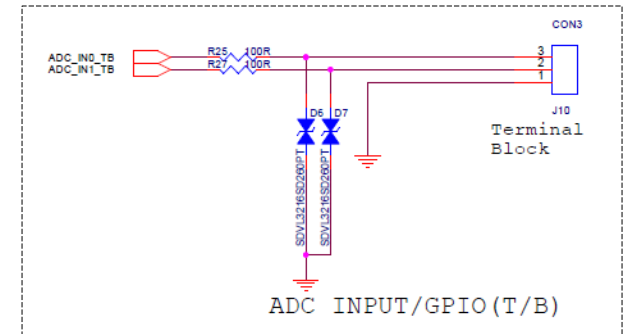 CON3
ADC_IN0_TB
R25 100R
3
ADC_IN1_TB
R27 100R
2
1
D6 D7
J10
Terminal
Block
SDVL3216SD260PT
SDVL3216SD260PT
ADC INPUT/GPIO(T/B)